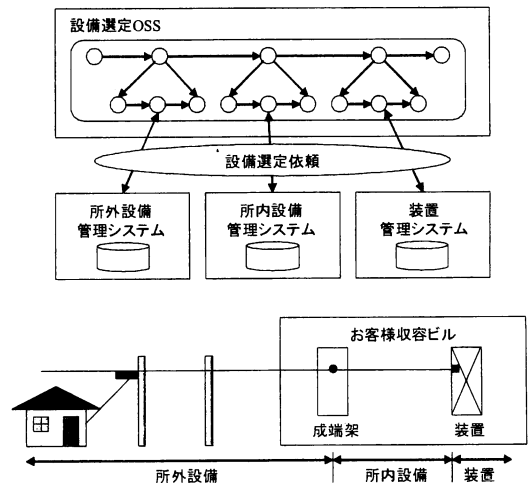 設備選定OSS
設備選定依頼
所外設備
管理システム
所内設備
管理システム
装置
管理システム
お客様収容ビル
成端架
装置
所外設備
所内設備
装置